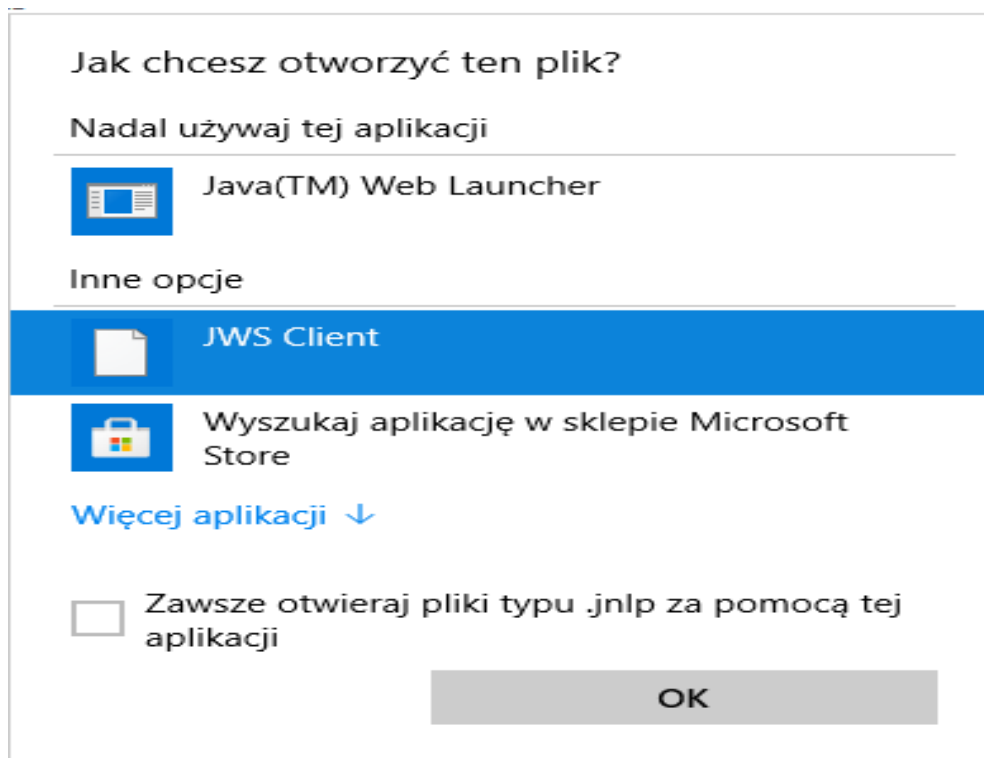 Jak chcesz otworzyć ten plik?
Nadal używaj tej aplikacji
Java(TM) Web Launcher
Inne opcje
JWS Client
Wyszukaj aplikację w sklepie Microsoft
Store
Więcej aplikacji ↓
Zawsze otwieraj pliki typu .jnlp za pomocą tej
aplikacji
OK